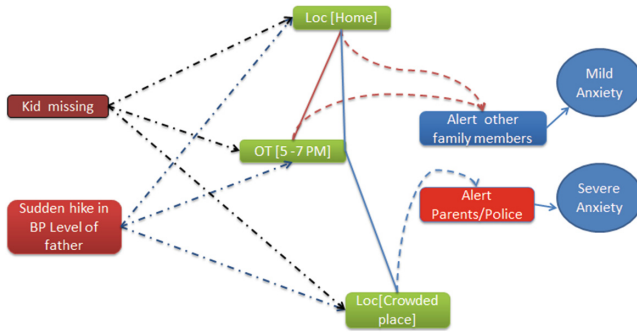 Loc [Home]
Kid missing
Mild
Anxiety
Alert other
family members
OT [5 -7 PM]
Sudden hike in
BP Level of
father
Alert
Parents/Police
Severe
Anxiety
Loc[Crowded
place]